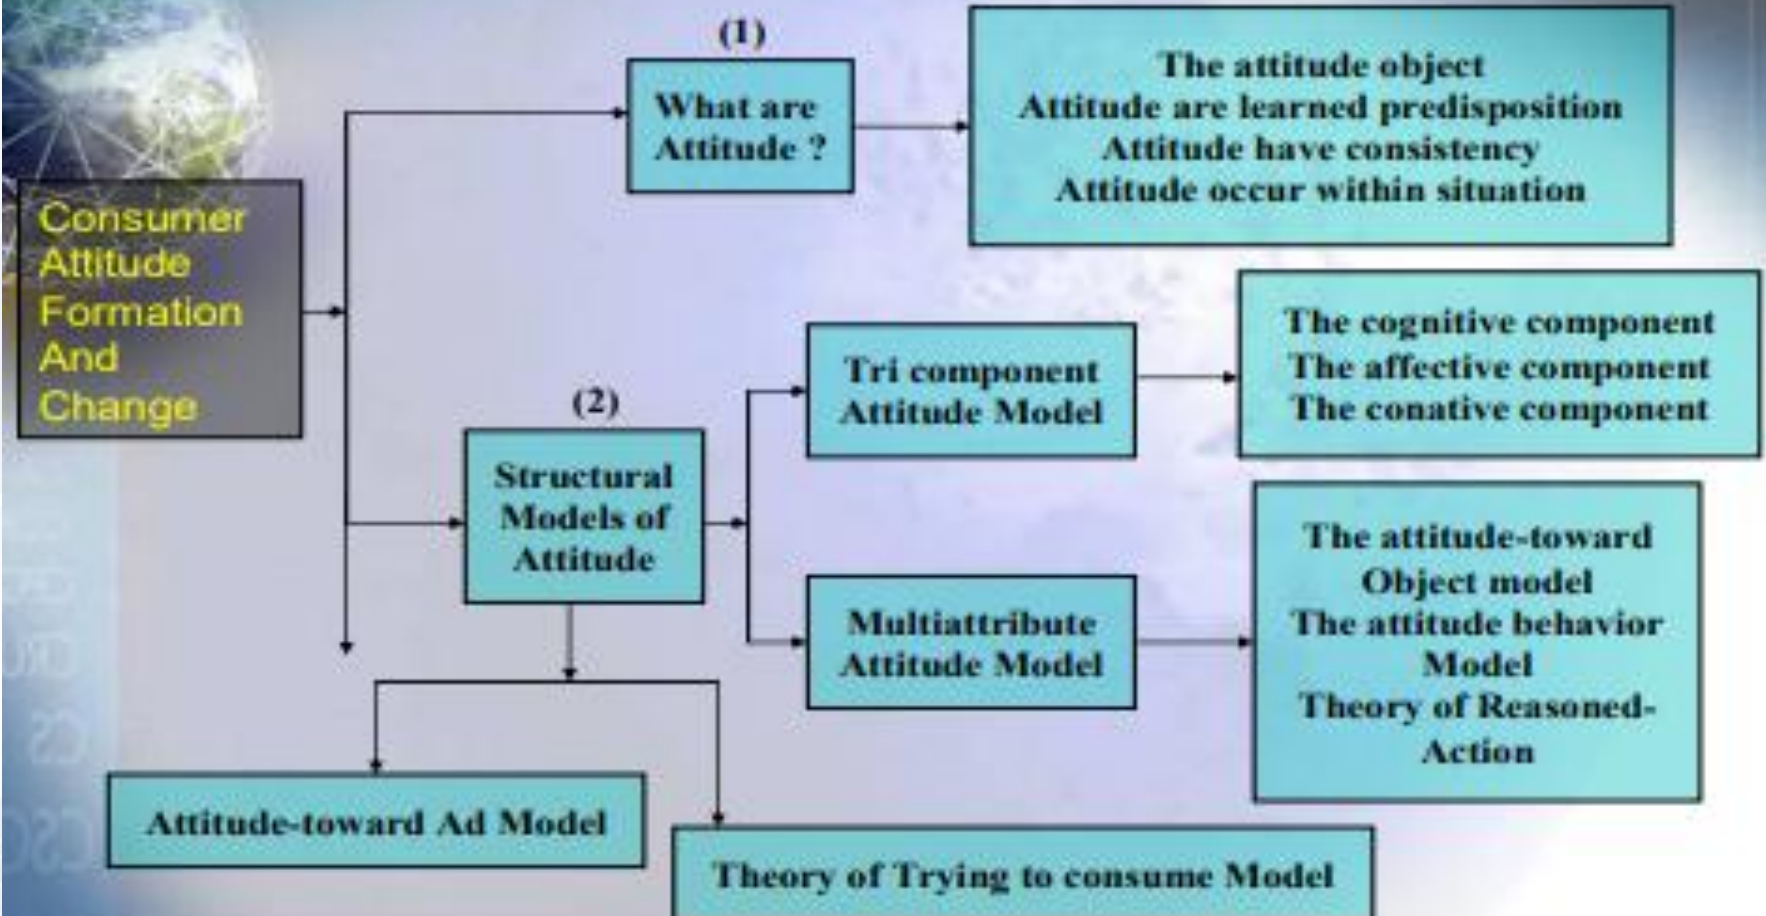 (1)
What are
Attitude ?
The attitude object
Attitude are learned predisposition
Attitude have consistency
Attitude occur within situation
Consumer
Attitude
Formation
And
Change
(2)
Structural
Models of
Attitude
Tri component
Attitude Model
The cognitive component
The affective component
The conative component
Multiattribute
Attitude Model
The attitude-toward
Object model
The attitude behavior
Model
Theory of Reasoned-
Action
Attitude-toward Ad Model
Theory of Trying to consume Model